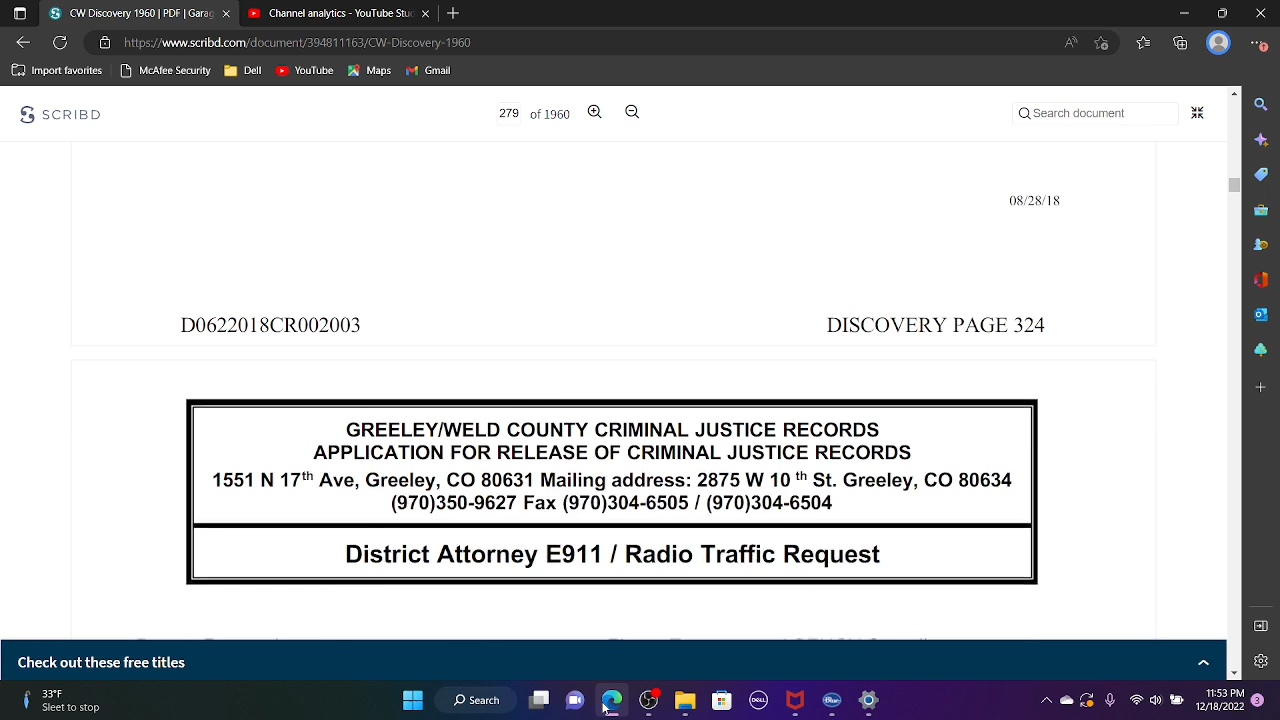 CW Discovery 1960 | PDF | Garag
Channel analytics - YouTube Stu
https://www.scribd.com/document/394811163/CW-Discovery-1960
Import favorites
McAfee Security
Dell
YouTube
Maps
Gmail
SCRIBD
279 of 1960
Search document
08/28/18
D0622018CR002003
DISCOVERY PAGE 324
GREELEY/WELD COUNTY CRIMINAL JUSTICE RECORDS
APPLICATION FOR RELEASE OF CRIMINAL JUSTICE RECORDS
1551 N 17th Ave, Greeley, CO 80631 Mailing address: 2875 W 10 th St. Greeley, CO 80634
(970)350-9627 Fax (970)304-6505 / (970)304-6504
District Attorney E911 / Radio Traffic Request
Check out these free titles
33°F
Sleet to stop
Search
DELL
Blue
11:53 PM
12/18/2022
3